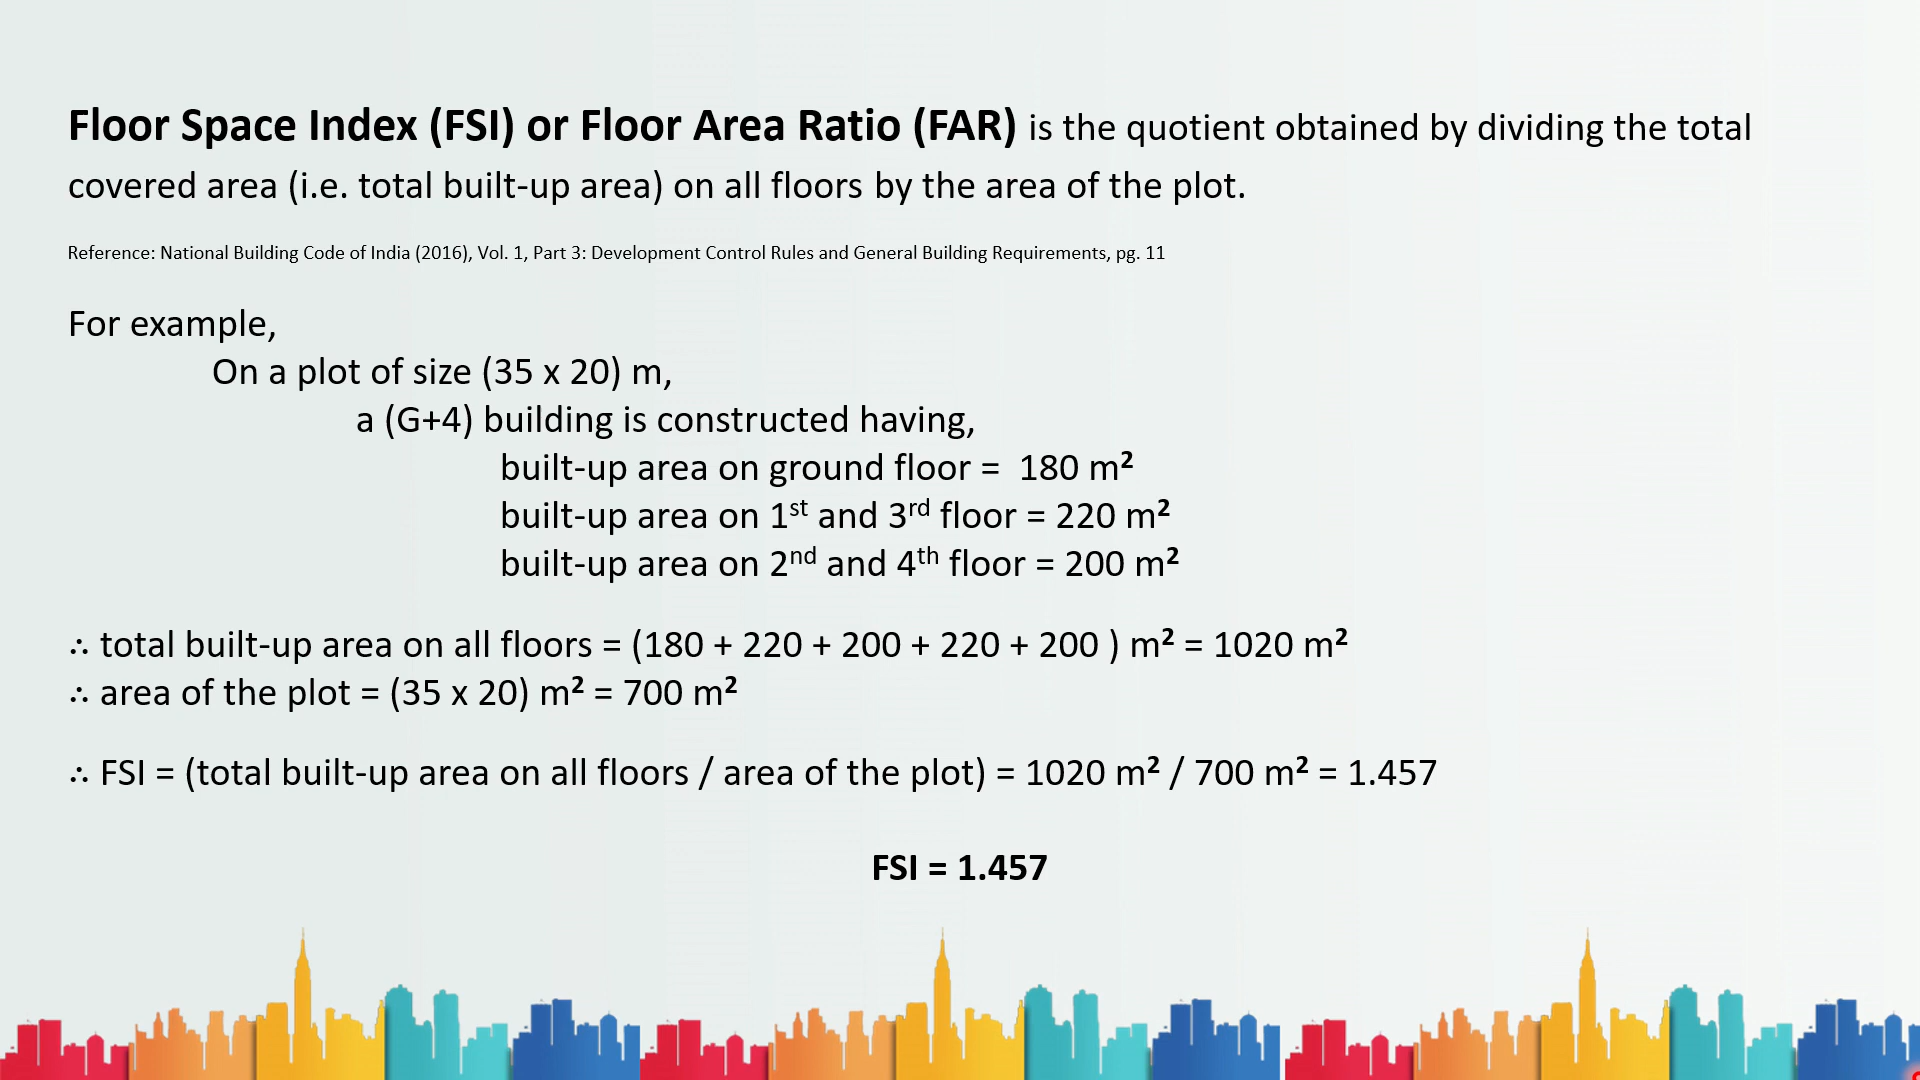 Floor Space Index (FSI) or Floor Area Ratio (FAR) is the quotient obtained by dividing the total
covered area (i.e. total built-up area) on all floors by the area of the plot.
Reference: National Building Code of India (2016), Vol. 1, Part 3: Development Control Rules and General Building Requirements, pg. 11
For example,
On a plot of size (35 x 20) m,
a (G+4) building is constructed having,
built-up area on ground floor = 180 m²
built-up area on 1st and 3rd floor = 220 m²
built-up area on 2nd and 4th floor = 200 m²
∴ total built-up area on all floors = (180 + 220 + 200 + 220 + 200 ) m² = 1020 m²
∴ area of the plot = (35 x 20) m² = 700 m²
∴ FSI = (total built-up area on all floors / area of the plot) = 1020 m² / 700 m² = 1.457
FSI = 1.457